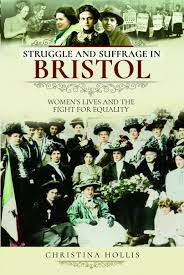 STRUGGLE AND SUFFRAGE IN
BRISTOL
WOMEN'S LIVES AND THE
FIGHT FOR EQUALITY
CHRISTINA HOLLIS